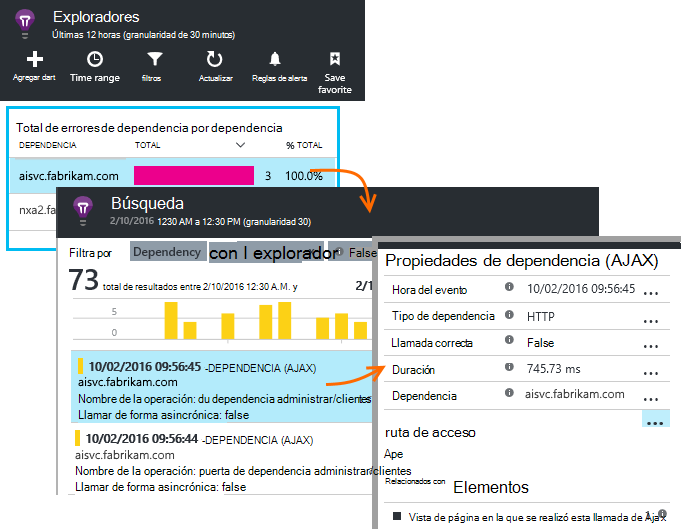 Exploradores
Últimas 12 horas (granularidad de 30 minutos)
Agregar dart
Time range
filtros
Actualizar
Reglas de alerta
Save favorite
Total de errores de dependencia por dependencia
DEPENDENCIA TOTAL % TOTAL
aisvc.fabrikam.com 3 100.0%
nxa2.fa
Búsqueda
2/10/2016 1230 AM a 12:30 PM (granularidad 30)
Filtra por Dependency con l explorador False
73 total de resultados entre 2/10/2016 12:30 A.M. y 2/1
5
0
10/02/2016 09:56:45 -DEPENDENCIA (AJAX)
aisvc.fabrikam.com
Nombre de la operación: du dependencia administrar/clientes
Llamar de forma asincrónica: false
10/02/2016 09:56:44 -DEPENDENCIA (AJAX)
aisvc.fabrikam.com
Nombre de la operación: puerta de dependencia administrar/clientes
Llamar de forma asincrónica: false
Propiedades de dependencia (AJAX)
Hora del evento 10/02/2016 09:56:45 ...
Tipo de dependencia HTTP ...
Llamada correcta False ...
Duración 745.73 ms ...
Dependencia aisvc.fabrikam.com ...
...
ruta de acceso
Ape
Relacionados con Elementos
Vista de página en la que se realizó esta llamada de Ajax